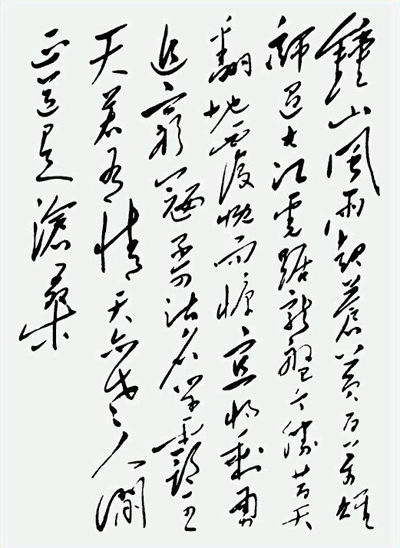 鐘山風雨起蒼黃百萬雄
師過大江虎踞龍盤今勝昔天
翻地覆慨而慷宜將剩勇
追窮寇不可沽名學霸王
天若有情天亦老人間
正道是滄桑